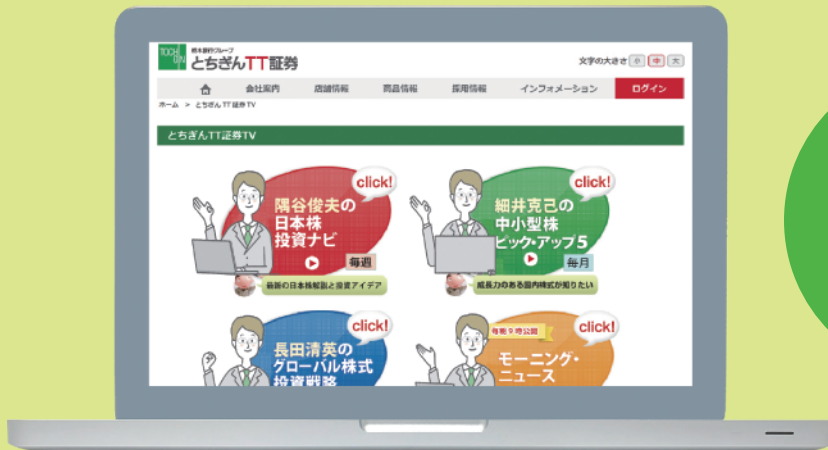 TOCHIGIN
栃木銀行グループ
とちぎんTT証券
文字の大きさ 小 中 大
会社案内 店舗情報 商品情報 採用情報 インフォメーション ログイン
ホーム > とちぎんTT証券TV
とちぎんTT証券TV
click!
隅谷俊夫の
日本株
投資ナビ
毎週
最新の日本株解説と投資アイデア
click!
細井克己の
中小型株
ピック・アップ5
毎月
成長力のある国内株式が知りたい
click!
長田清英の
グローバル株式
投資戦略
毎朝9時公開
click!
モーニング・
ニュース